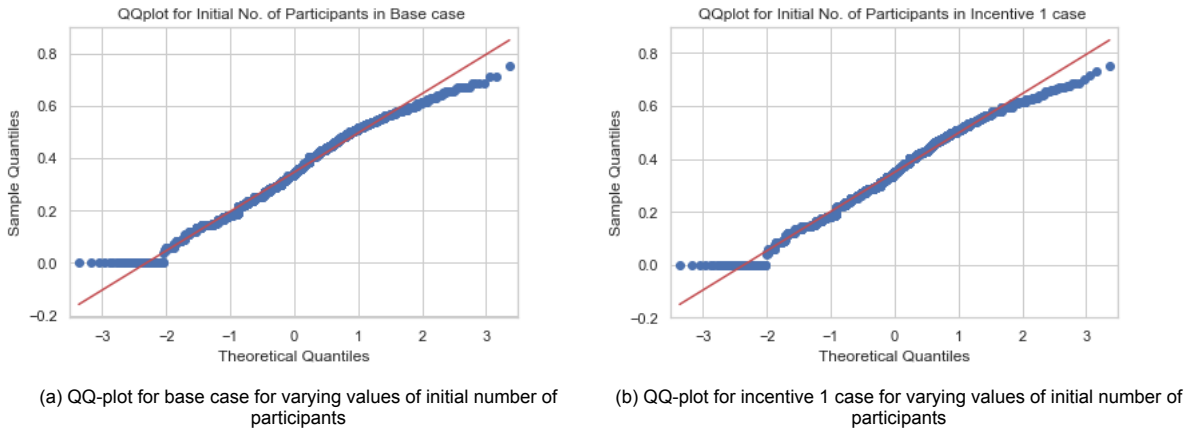 QQplot for Initial No. of Participants in Base case
0.8
0.6
0.4
0.2
0.0
−0.2
Sample Quantiles
−3 −2 −1 0 1 2 3
Theoretical Quantiles
(a) QQ-plot for base case for varying values of initial number of
participants
QQplot for Initial No. of Participants in Incentive 1 case
0.8
0.6
0.4
0.2
0.0
−0.2
Sample Quantiles
−3 −2 −1 0 1 2 3
Theoretical Quantiles
(b) QQ-plot for incentive 1 case for varying values of initial number of
participants